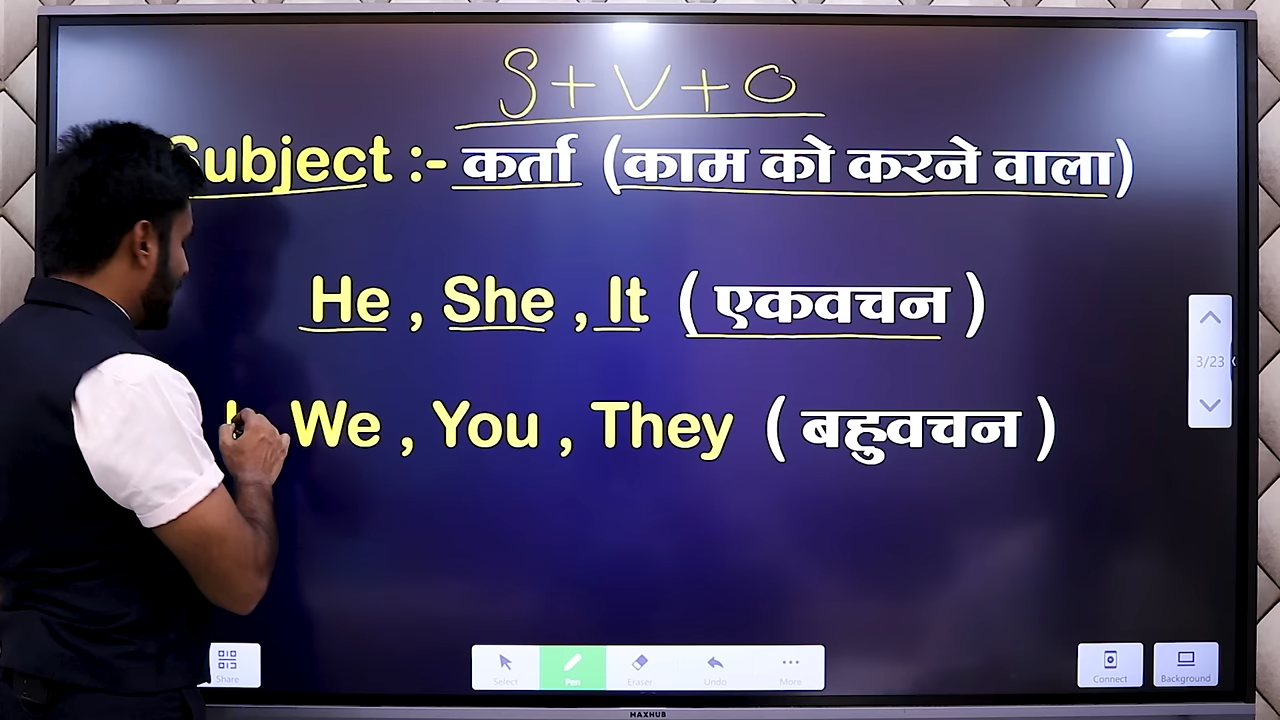 S+V+O
Subject :- कर्ता (काम को करने वाला)
He , She , It ( एकवचन )
We , You , They ( बहुवचन )
3/23
Share
Select
Pen
Eraser
Undo
More
Connect
Background
MAXHUB